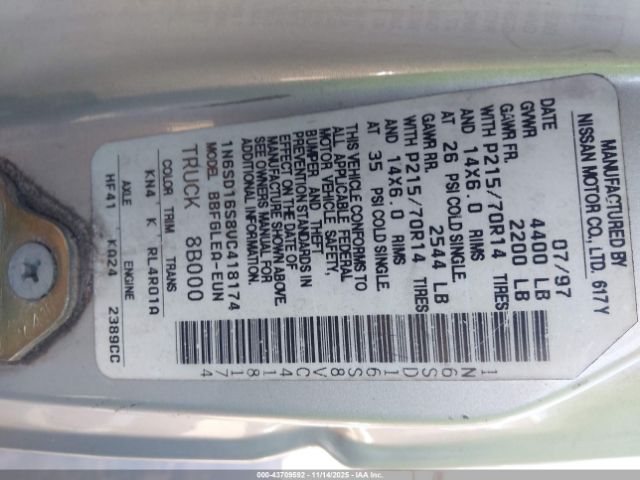 MANUFACTURED BY
NISSAN MOTOR CO., LTD. 617Y
DATE 07/97
GVWR 4400 LB
GAWR FR. 2200 LB
WITH P215/70R14 TIRES
AND 14X6.0 RIMS
AT 26 PSI COLD SINGLE
GAWR RR. 2544 LB
WITH P215/70R14 TIRES
AND 14X6.0 RIMS
AT 35 PSI COLD SINGLE.
THIS VEHICLE CONFORMS TO
ALL APPLICABLE FEDERAL
MOTOR VEHICLE SAFETY,
BUMPER AND THEFT
PREVENTION STANDARDS IN
EFFECT ON THE DATE OF
MANUFACTURE SHOWN ABOVE.
SEE OWNERS MANUAL FOR
ADDITIONAL INFORMATION
1N6SD16S8VC418174
MODEL BBF6LEA-EUN
TRUCK 8B000
COLOR TRIM TRANS
KN4 K RL4R01A
AXLE ENGINE
HF41 KA24 2389CC
1N6SD16S8VC418174
000-43709592 - 11/14/2025 - IAAI.com